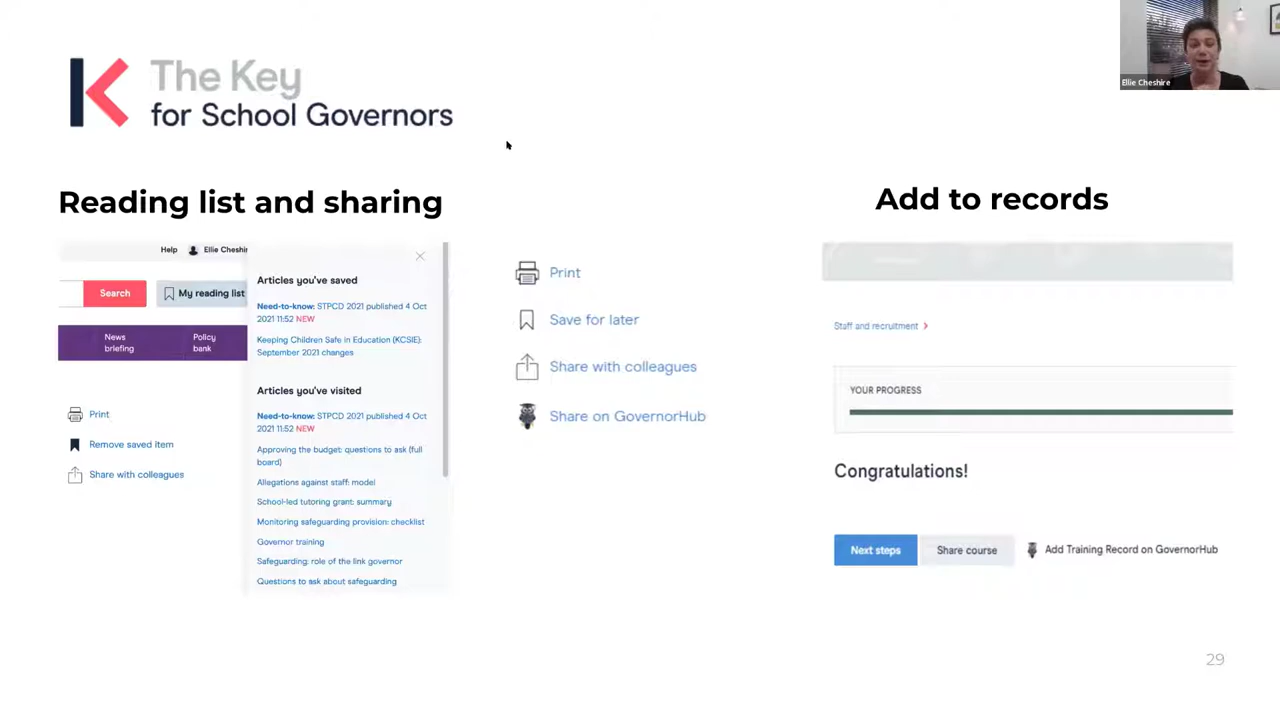 The Key
for School Governors
Ellie Cheshire
Reading list and sharing
Help Ellie Cheshir
Search My reading list
News
briefing
Policy
bank
Print
Remove saved item
Share with colleagues
Articles you've saved
Need-to-know: STPCD 2021 published 4 Oct
2021 11:52 NEW
Keeping Children Safe in Education (KCSIE):
September 2021 changes
Articles you've visited
Need-to-know: STPCD 2021 published 4 Oct
2021 11:52 NEW
Approving the budget: questions to ask (full
board)
Allegations against staff: model
School-led tutoring grant: summary
Monitoring safeguarding provision: checklist
Governor training
Safeguarding: role of the link governor
Questions to ask about safeguarding
Print
Save for later
Share with colleagues
Share on GovernorHub
Add to records
Staff and recruitment
YOUR PROGRESS
Congratulations!
Next steps Share course Add Training Record on GovernorHub
29